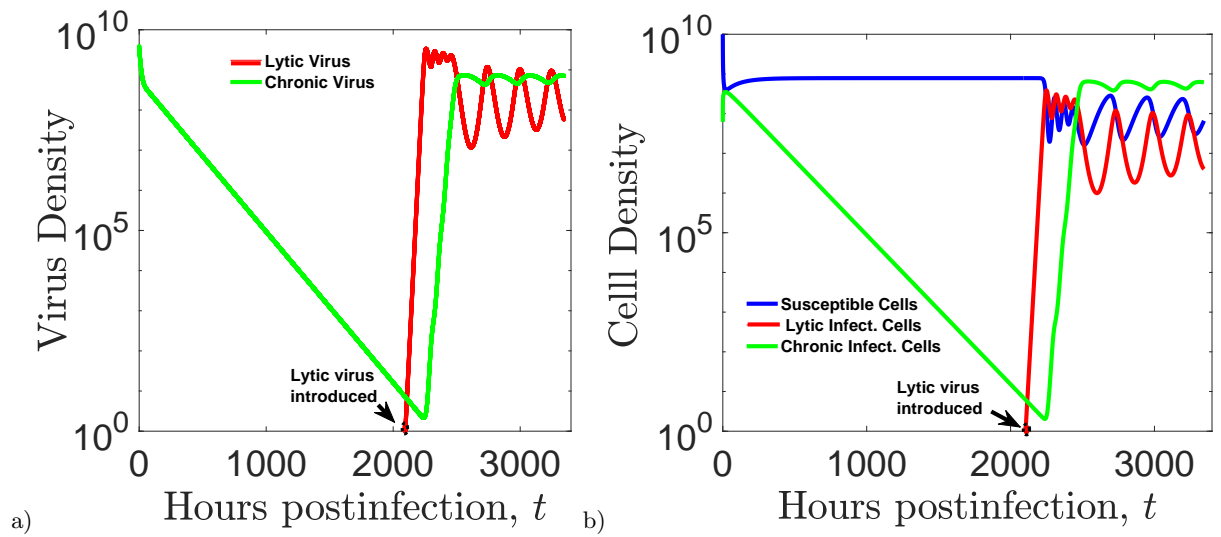 10^10
10^5
10^0
Virus Density
Lytic Virus
Chronic Virus
Lytic virus
introduced
0
1000
2000
3000
Hours postinfection, t
a)
10^10
10^5
10^0
Celll Density
Susceptible Cells
Lytic Infect. Cells
Chronic Infect. Cells
Lytic virus
introduced
0
1000
2000
3000
Hours postinfection, t
b)